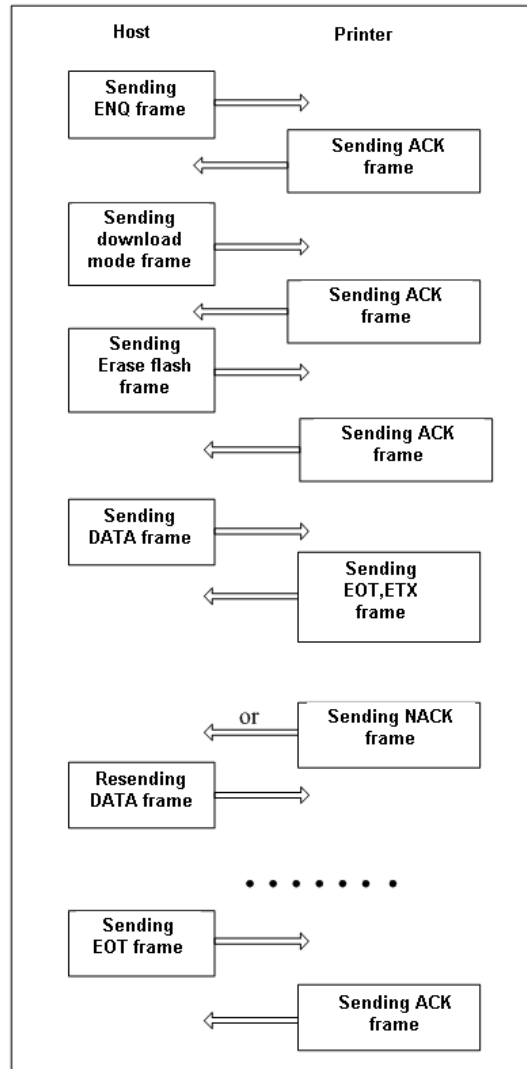 Host
Printer
Sending
ENQ frame
Sending ACK
frame
Sending
download
mode frame
Sending ACK
frame
Sending
Erase flash
frame
Sending ACK
frame
Sending
DATA frame
Sending
EOT,ETX
frame
or
Sending NACK
frame
Resending
DATA frame
Sending
EOT frame
Sending ACK
frame